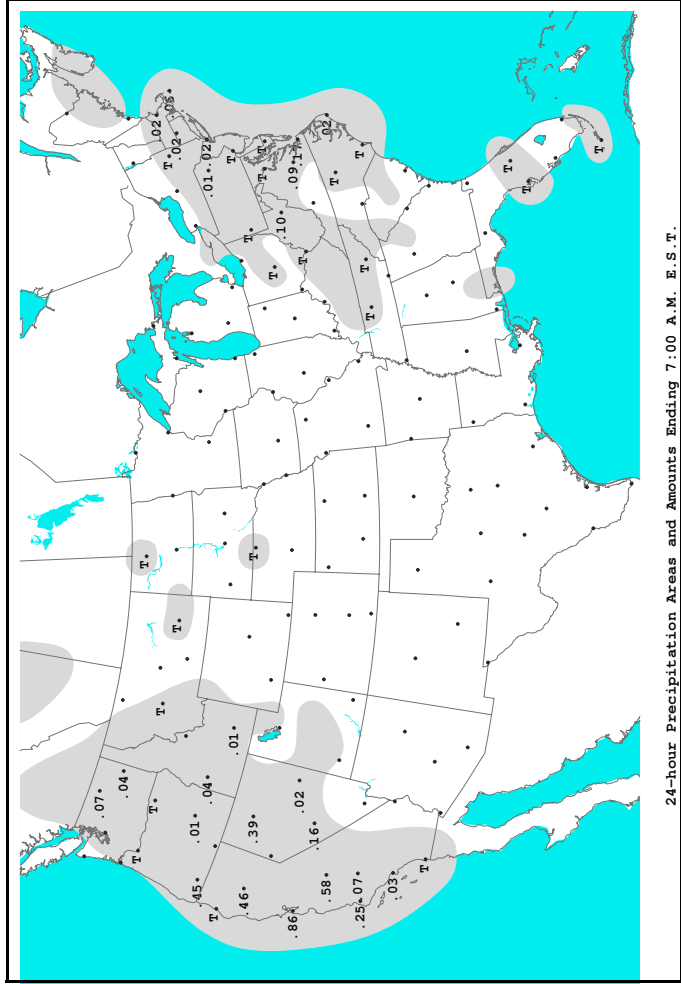 24-hour Precipitation Areas and Amounts Ending 7:00 A.M. E.S.T.
.07
.04
T
T
.01
.04
.01
T
.45
T
.46
.39
.02
.16
.86
.58
.07
.25
.03
T
T
T
T
.02
.06
.02
T
.02
.01
T
T
T
.09
.02
T
T
T
.10
T
T
T
T
T
T
T